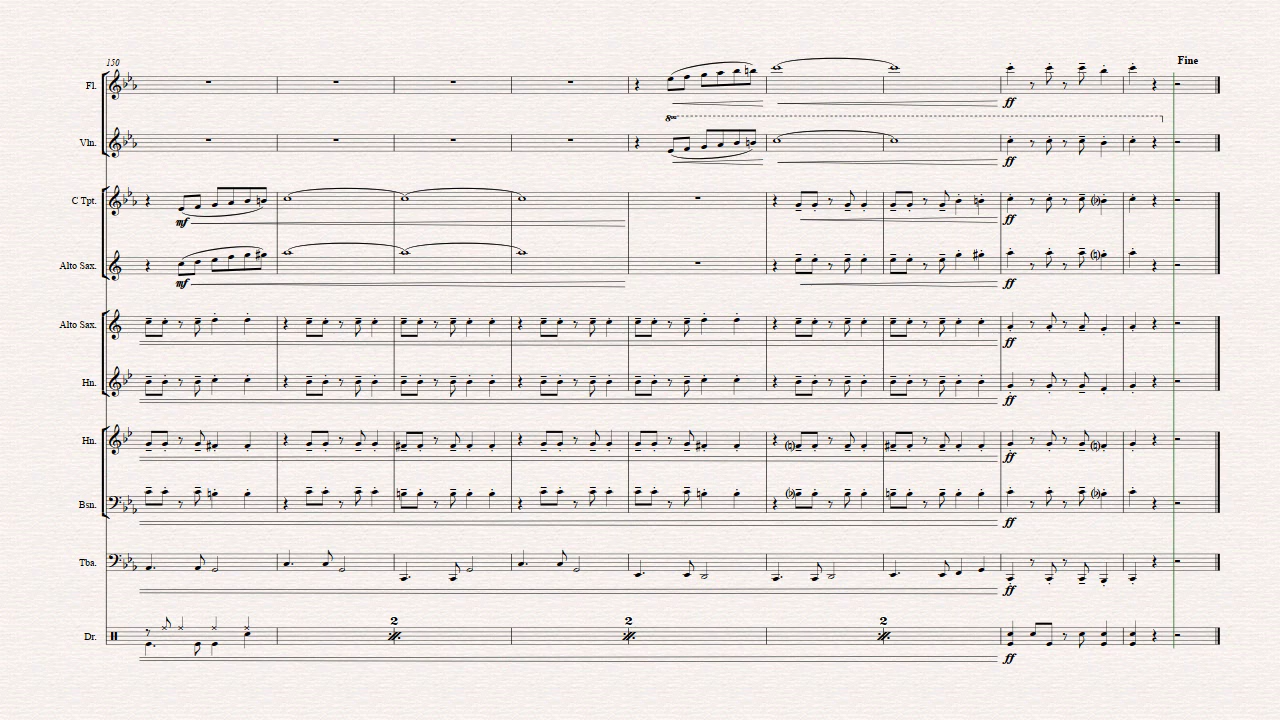 150
Fine
Fl.
ff
8va
Vln.
ff
C Tpt.
mf
ff
Alto Sax.
mf
ff
Alto Sax.
ff
Hn.
ff
Hn.
ff
Bsn.
ff
Tba.
ff
2 2 2
Dr.
ff